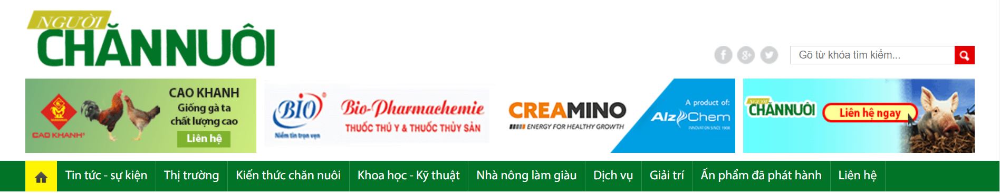 NGƯỜI
CHĂN NUÔI
Gõ từ khóa tìm kiếm...
CAO KHANH®
CAO KHANH
Giống gà ta
chất lượng cao
Liên hệ
BIO®
Niềm tin trọn vẹn
Bio-Pharmachemie
THUỐC THÚ Y & THUỐC THỦY SẢN
CREAMINO
ENERGY FOR HEALTHY GROWTH
A product of:
AlzChem
INNOVATION SINCE 1908
NGƯỜI
CHĂN NUÔI
Liên hệ ngay
Tin tức - sự kiện
Thị trường
Kiến thức chăn nuôi
Khoa học - Kỹ thuật
Nhà nông làm giàu
Dịch vụ
Giải trí
Ấn phẩm đã phát hành
Liên hệ